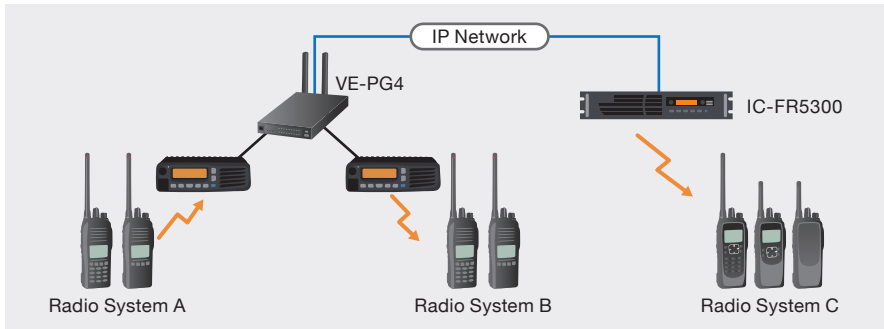 IP Network
VE-PG4
IC-FR5300
Radio System A
Radio System B
Radio System C